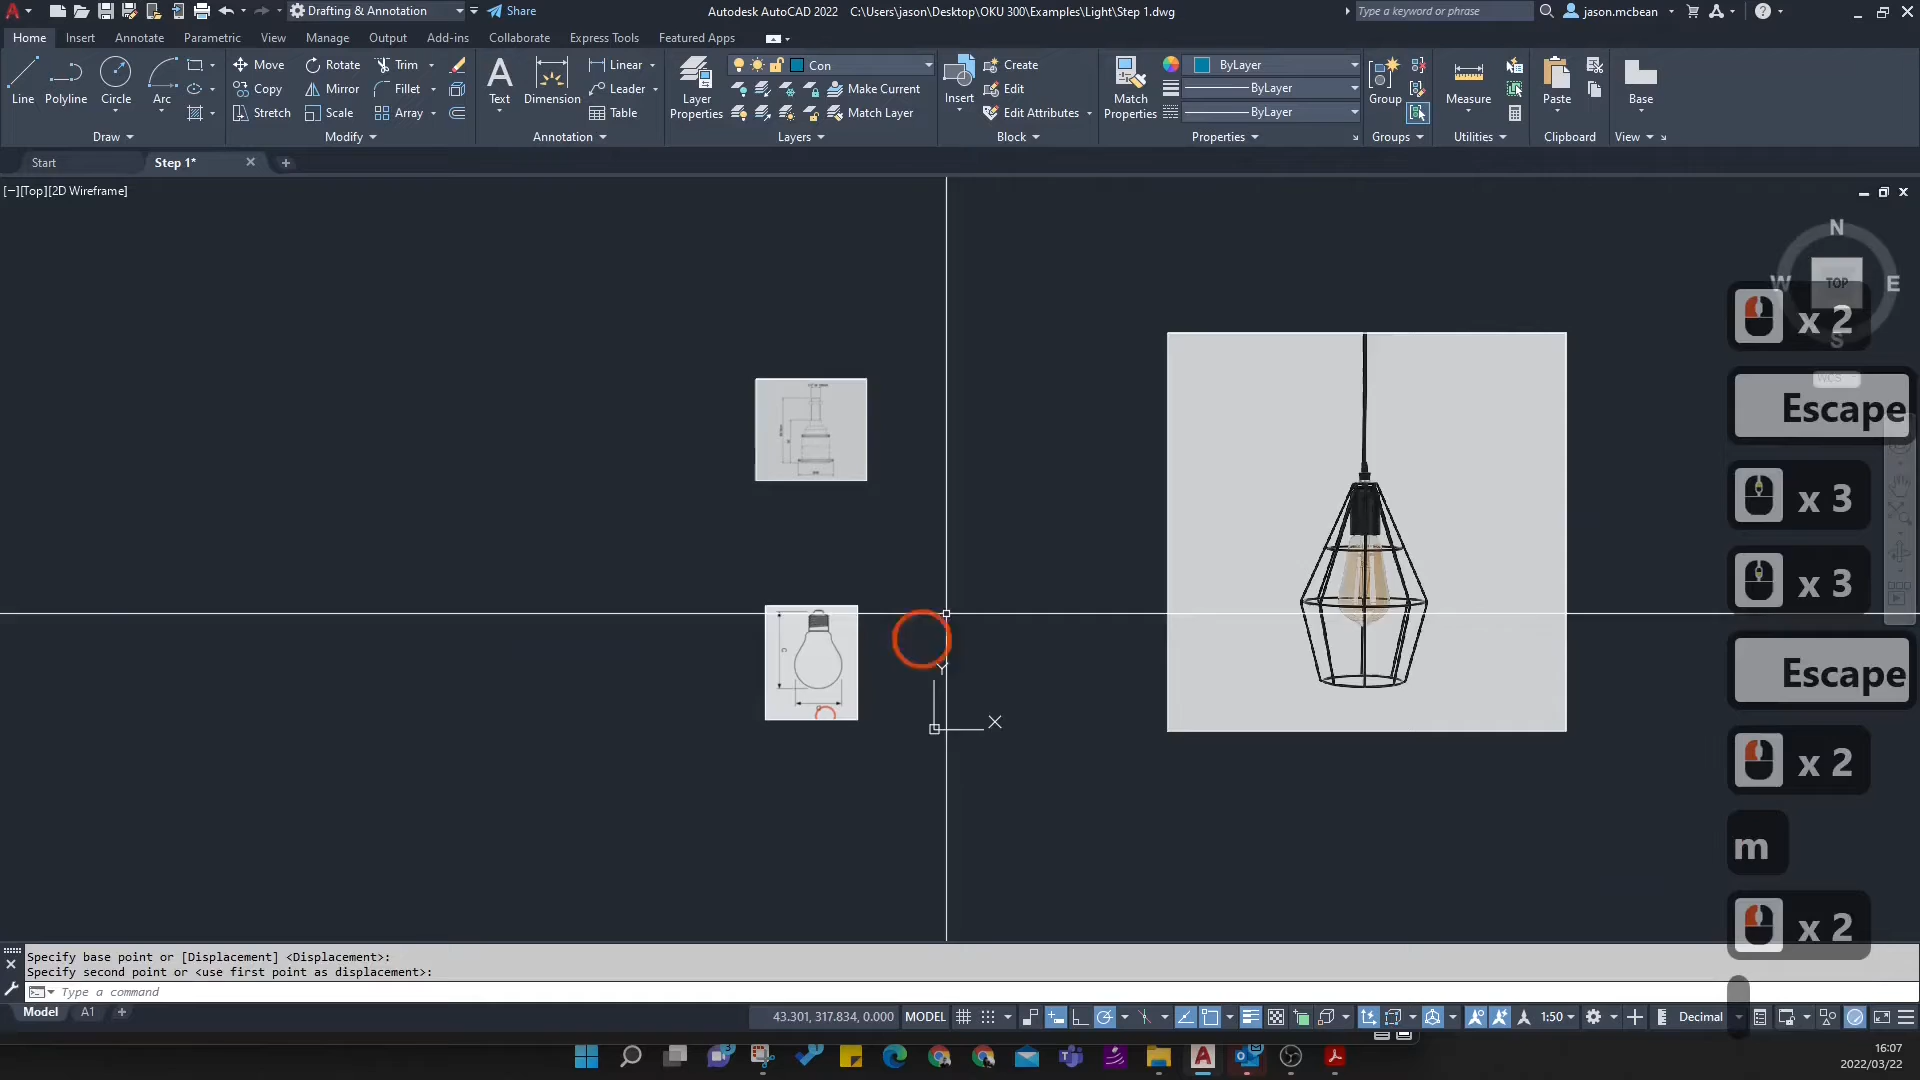 Drafting & Annotation
Share
Autodesk AutoCAD 2022 C:\Users\jason\Desktop\OKU 300\Examples\Light\Step 1.dwg
Type a keyword or phrase
jason.mcbean
Home Insert Annotate Parametric View Manage Output Add-ins Collaborate Express Tools Featured Apps
Line Polyline Circle Arc
Move Rotate Trim
Copy Mirror Fillet
Stretch Scale Array
Text Dimension
Linear
Leader
Table
Layer Properties
Con
Make Current
Match Layer
Insert
Create
Edit
Edit Attributes
Match Properties
ByLayer
ByLayer
ByLayer
Group
Measure
Paste
Base
Draw Modify Annotation Layers Block Properties Groups Utilities Clipboard View
Start Step 1*
[−][Top][2D Wireframe]
N
W TOP E
S
WCS
x 2
Escape
x 3
x 3
Escape
x 2
m
x 2
Y
X
Specify base point or [Displacement] <Displacement>:
Specify second point or <use first point as displacement>:
Type a command
Model A1
43.301, 317.834, 0.000 MODEL
1:50
Decimal
16:07
2022/03/22